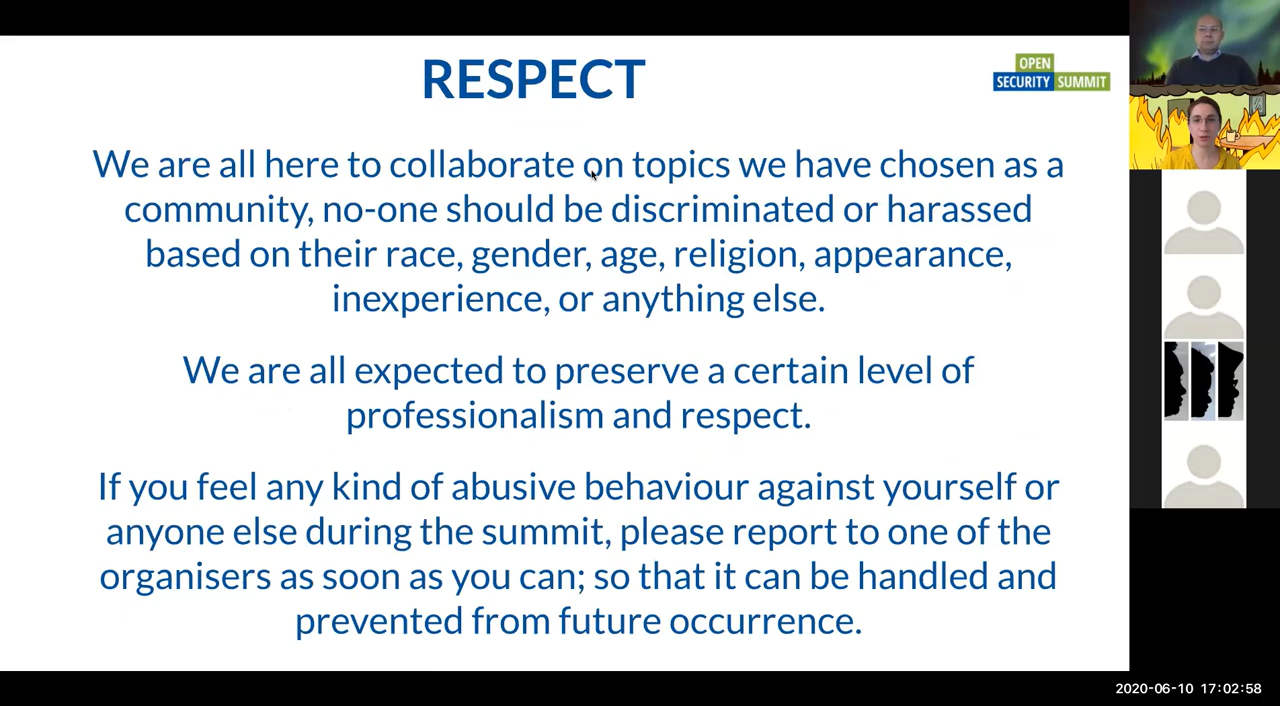 RESPECT
OPEN
SECURITY SUMMIT
We are all here to collaborate on topics we have chosen as a
community, no-one should be discriminated or harassed
based on their race, gender, age, religion, appearance,
inexperience, or anything else.
We are all expected to preserve a certain level of
professionalism and respect.
If you feel any kind of abusive behaviour against yourself or
anyone else during the summit, please report to one of the
organisers as soon as you can; so that it can be handled and
prevented from future occurrence.
2020-06-10 17:02:58